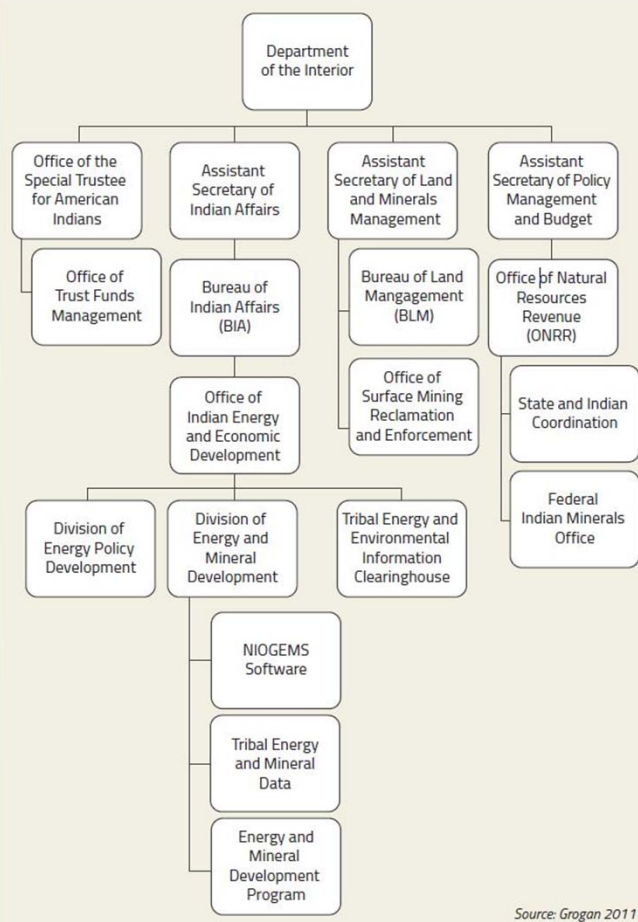 Department
of the Interior
Office of the
Special Trustee
for American
Indians
Assistant
Secretary of
Indian Affairs
Assistant
Secretary of Land
and Minerals
Management
Assistant
Secretary of Policy
Management
and Budget
Office of
Trust Funds
Management
Bureau of
Indian Affairs
(BIA)
Bureau of Land
Mangagement
(BLM)
Office of Natural
Resources
Revenue
(ONRR)
Office of
Indian Energy
and Economic
Development
Office of
Surface Mining
Reclamation
and Enforcement
State and Indian
Coordination
Federal
Indian Minerals
Office
Division of
Energy Policy
Development
Division of
Energy and
Mineral
Development
Tribal Energy and
Environmental
Information
Clearinghouse
NIOGEMS
Software
Tribal Energy
and Mineral
Data
Energy and
Mineral
Development
Program
Source: Grogan 2011